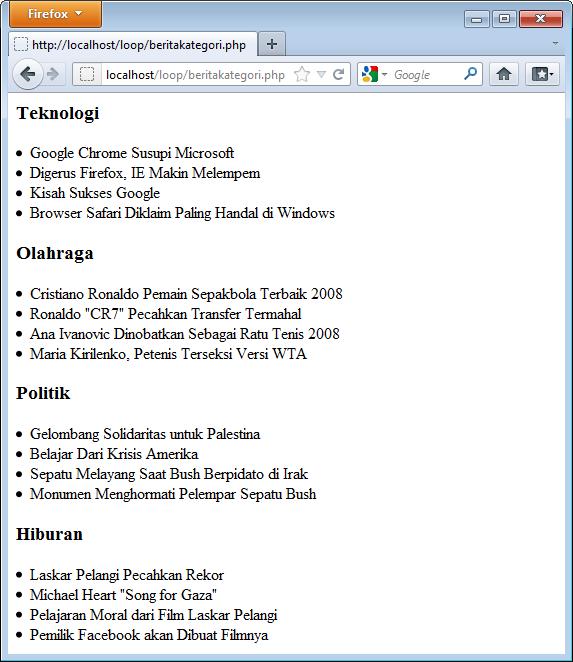 Firefox
http://localhost/loop/beritakategori.php
localhost/loop/beritakategori.php
Google
Teknologi
Google Chrome Susupi Microsoft
Digerus Firefox, IE Makin Melempem
Kisah Sukses Google
Browser Safari Diklaim Paling Handal di Windows
Olahraga
Cristiano Ronaldo Pemain Sepakbola Terbaik 2008
Ronaldo "CR7" Pecahkan Transfer Termahal
Ana Ivanovic Dinobatkan Sebagai Ratu Tenis 2008
Maria Kirilenko, Petenis Terseksi Versi WTA
Politik
Gelombang Solidaritas untuk Palestina
Belajar Dari Krisis Amerika
Sepatu Melayang Saat Bush Berpidato di Irak
Monumen Menghormati Pelempar Sepatu Bush
Hiburan
Laskar Pelangi Pecahkan Rekor
Michael Heart "Song for Gaza"
Pelajaran Moral dari Film Laskar Pelangi
Pemilik Facebook akan Dibuat Filmnya